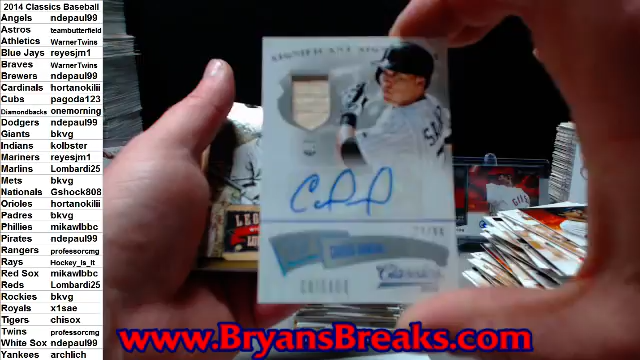 2014 Classics Baseball
Angels ndepaul99
Astros teambutterfield
Athletics WarnerTwins
Blue Jays reyesjm1
Braves WarnerTwins
Brewers ndepaul99
Cardinals hortanokilii
Cubs pagoda123
Diamondbacks onemorning
Dodgers ndepaul99
Giants bkvg
Indians kolbster
Mariners reyesjm1
Marlins Lombardi25
Mets bkvg
Nationals Gshock808
Orioles hortanokilii
Padres bkvg
Phillies mikawlbbc
Pirates ndepaul99
Rangers professorcmg
Rays Hockey_Is_It
Red Sox mikawlbbc
Reds Lombardi25
Rockies bkvg
Royals x1sae
Tigers chisox
Twins professorcmg
White Sox ndepaul99
Yankees archlich
CHICAGO
Classics
www.BryansBreaks.com